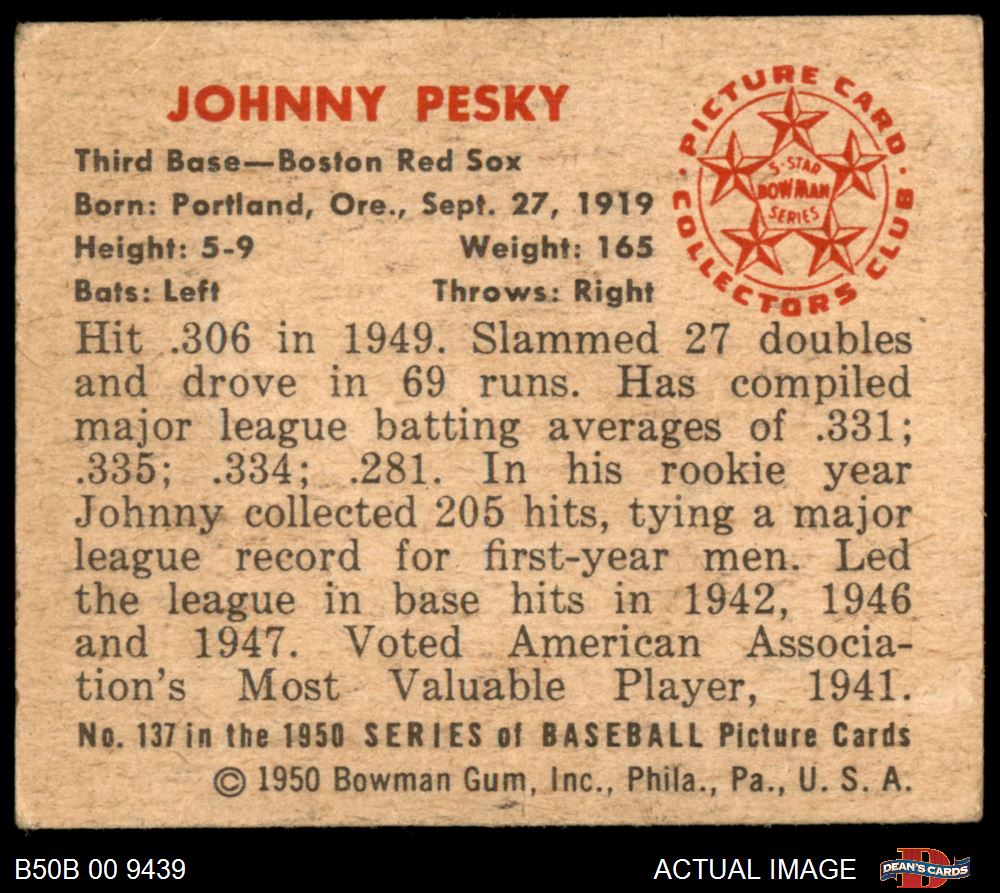 JOHNNY PESKY
Third Base—Boston Red Sox
Born: Portland, Ore., Sept. 27, 1919
Height: 5-9 Weight: 165
Bats: Left Throws: Right
PICTURE CARD
COLLECTORS CLUB
5-STAR
BOWMAN
SERIES
Hit .306 in 1949. Slammed 27 doubles
and drove in 69 runs. Has compiled
major league batting averages of .331;
.335; .334; .281. In his rookie year
Johnny collected 205 hits, tying a major
league record for first-year men. Led
the league in base hits in 1942, 1946
and 1947. Voted American Associa-
tion's Most Valuable Player, 1941.
No. 137 in the 1950 SERIES of BASEBALL Picture Cards
© 1950 Bowman Gum, Inc., Phila., Pa., U. S. A.
B50B 00 9439
ACTUAL IMAGE
D
DEAN'S CARDS